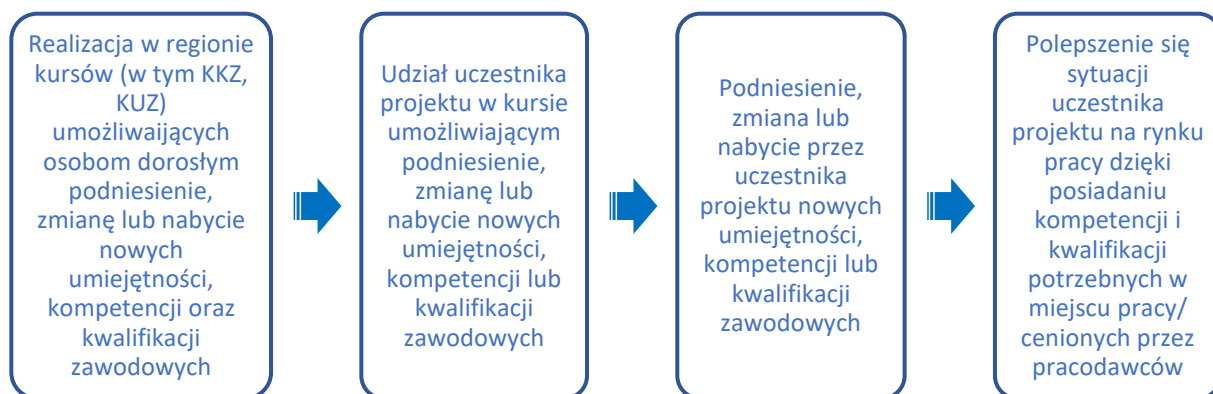 Realizacja w regionie
kursów (w tym KKZ,
KUZ)
umożliwaijących
osobom dorosłym
podniesienie,
zmianę lub nabycie
nowych
umiejętności,
kompetencji oraz
kwalifikacji
zawodowych
Udział uczestnika
projektu w kursie
umożliwiającym
podniesienie,
zmianę lub
nabycie nowych
umiejętności,
kompetencji lub
kwalifikacji
zawodowych
Podniesienie,
zmiana lub
nabycie przez
uczestnika
projektu nowych
umiejętności,
kompetencji lub
kwalifikacji
zawodowych
Polepszenie się
sytuacji
uczestnika
projektu na rynku
pracy dzięki
posiadaniu
kompetencji i
kwalifikacji
potrzebnych w
miejscu pracy/
cenionych przez
pracodawców